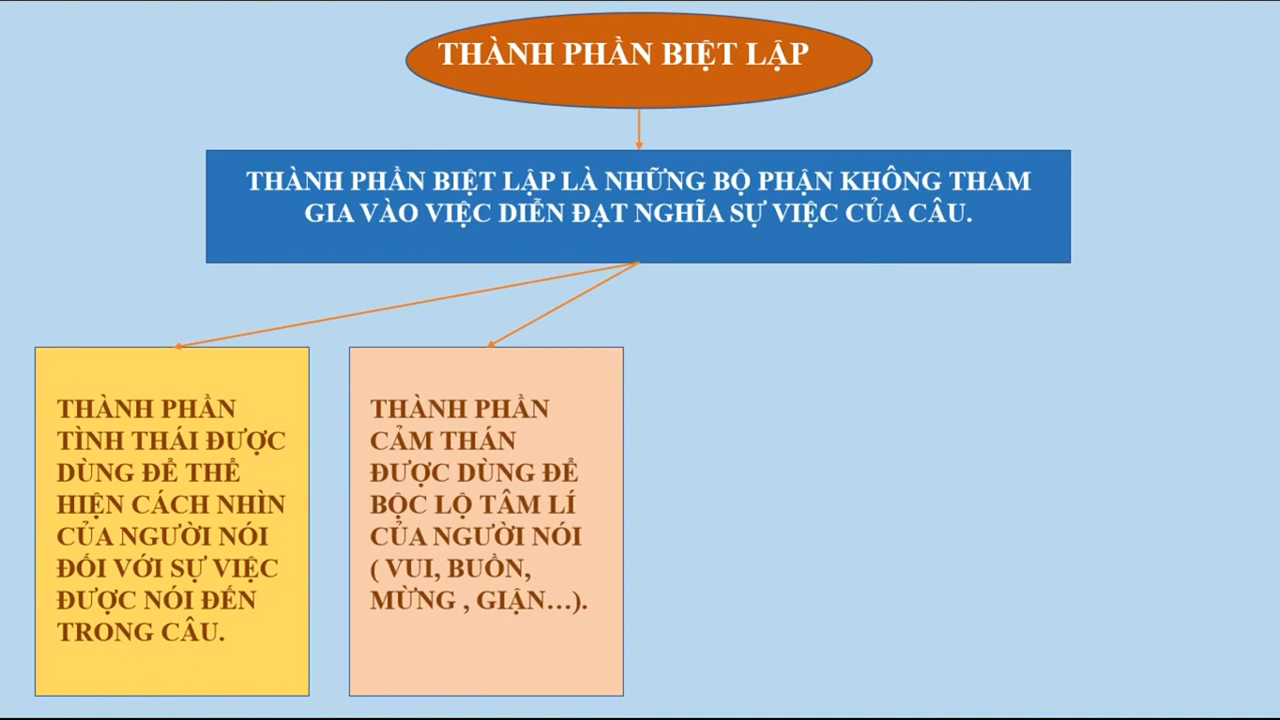 THÀNH PHẦN BIỆT LẬP
THÀNH PHẦN BIỆT LẬP LÀ NHỮNG BỘ PHẬN KHÔNG THAM
GIA VÀO VIỆC DIỄN ĐẠT NGHĨA SỰ VIỆC CỦA CÂU.
THÀNH PHẦN
TÌNH THÁI ĐƯỢC
DÙNG ĐỂ THỂ
HIỆN CÁCH NHÌN
CỦA NGƯỜI NÓI
ĐỐI VỚI SỰ VIỆC
ĐƯỢC NÓI ĐẾN
TRONG CÂU.
THÀNH PHẦN
CẢM THÁN
ĐƯỢC DÙNG ĐỂ
BỘC LỘ TÂM LÍ
CỦA NGƯỜI NÓI
( VUI, BUỒN,
MỪNG , GIẬN…).